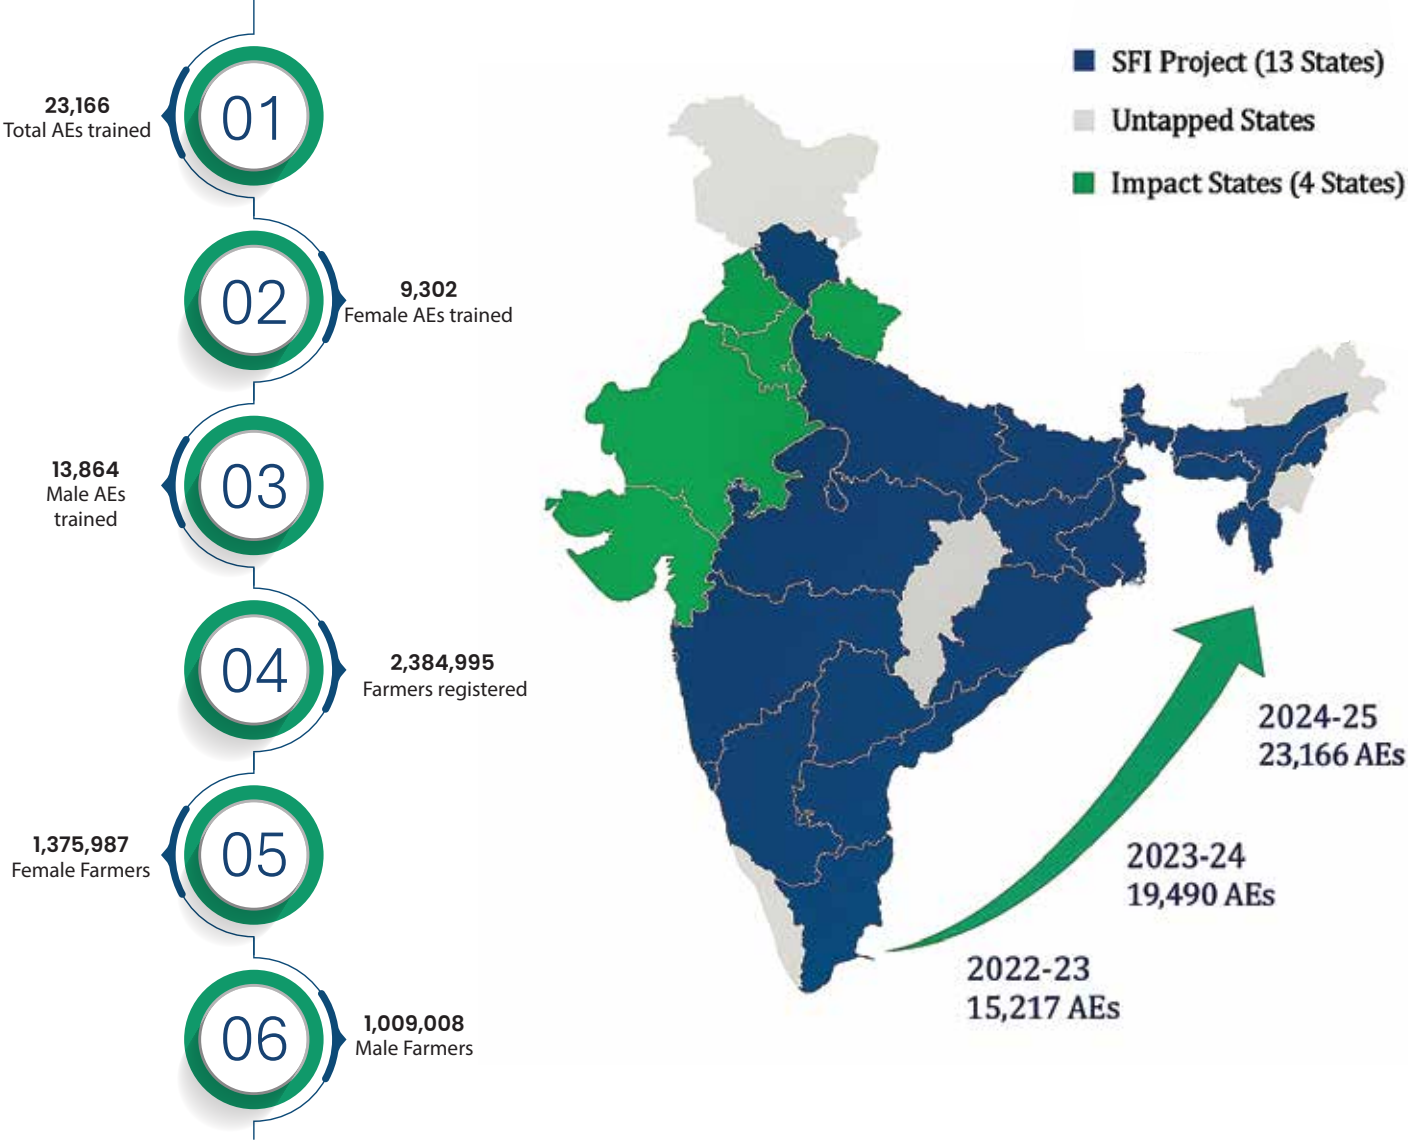 01
23,166
Total AEs trained
02
9,302
Female AEs trained
03
13,864
Male AEs
trained
04
2,384,995
Farmers registered
05
1,375,987
Female Farmers
06
1,009,008
Male Farmers
SFI Project (13 States)
Untapped States
Impact States (4 States)
2024-25
23,166 AEs
2023-24
19,490 AEs
2022-23
15,217 AEs